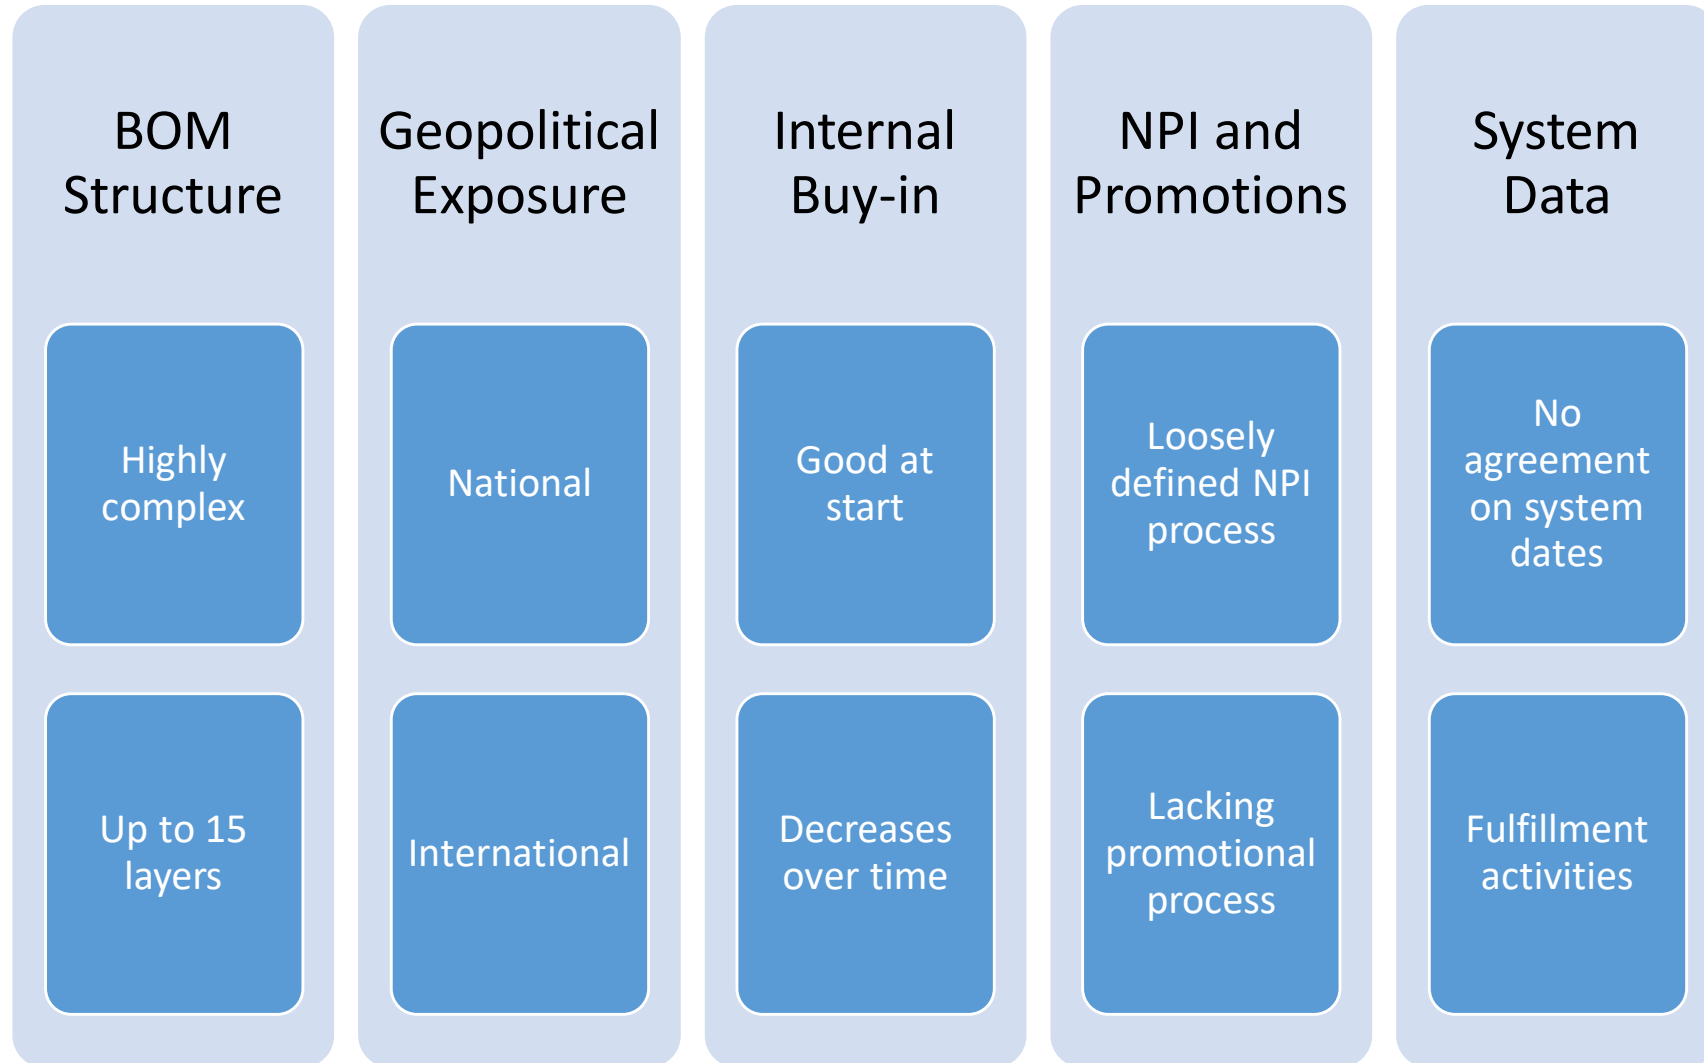 BOM
Structure
Highly
complex
Up to 15
layers
Geopolitical
Exposure
National
International
Internal
Buy-in
Good at
start
Decreases
over time
NPI and
Promotions
Loosely
defined NPI
process
Lacking
promotional
process
System
Data
No
agreement
on system
dates
Fulfillment
activities